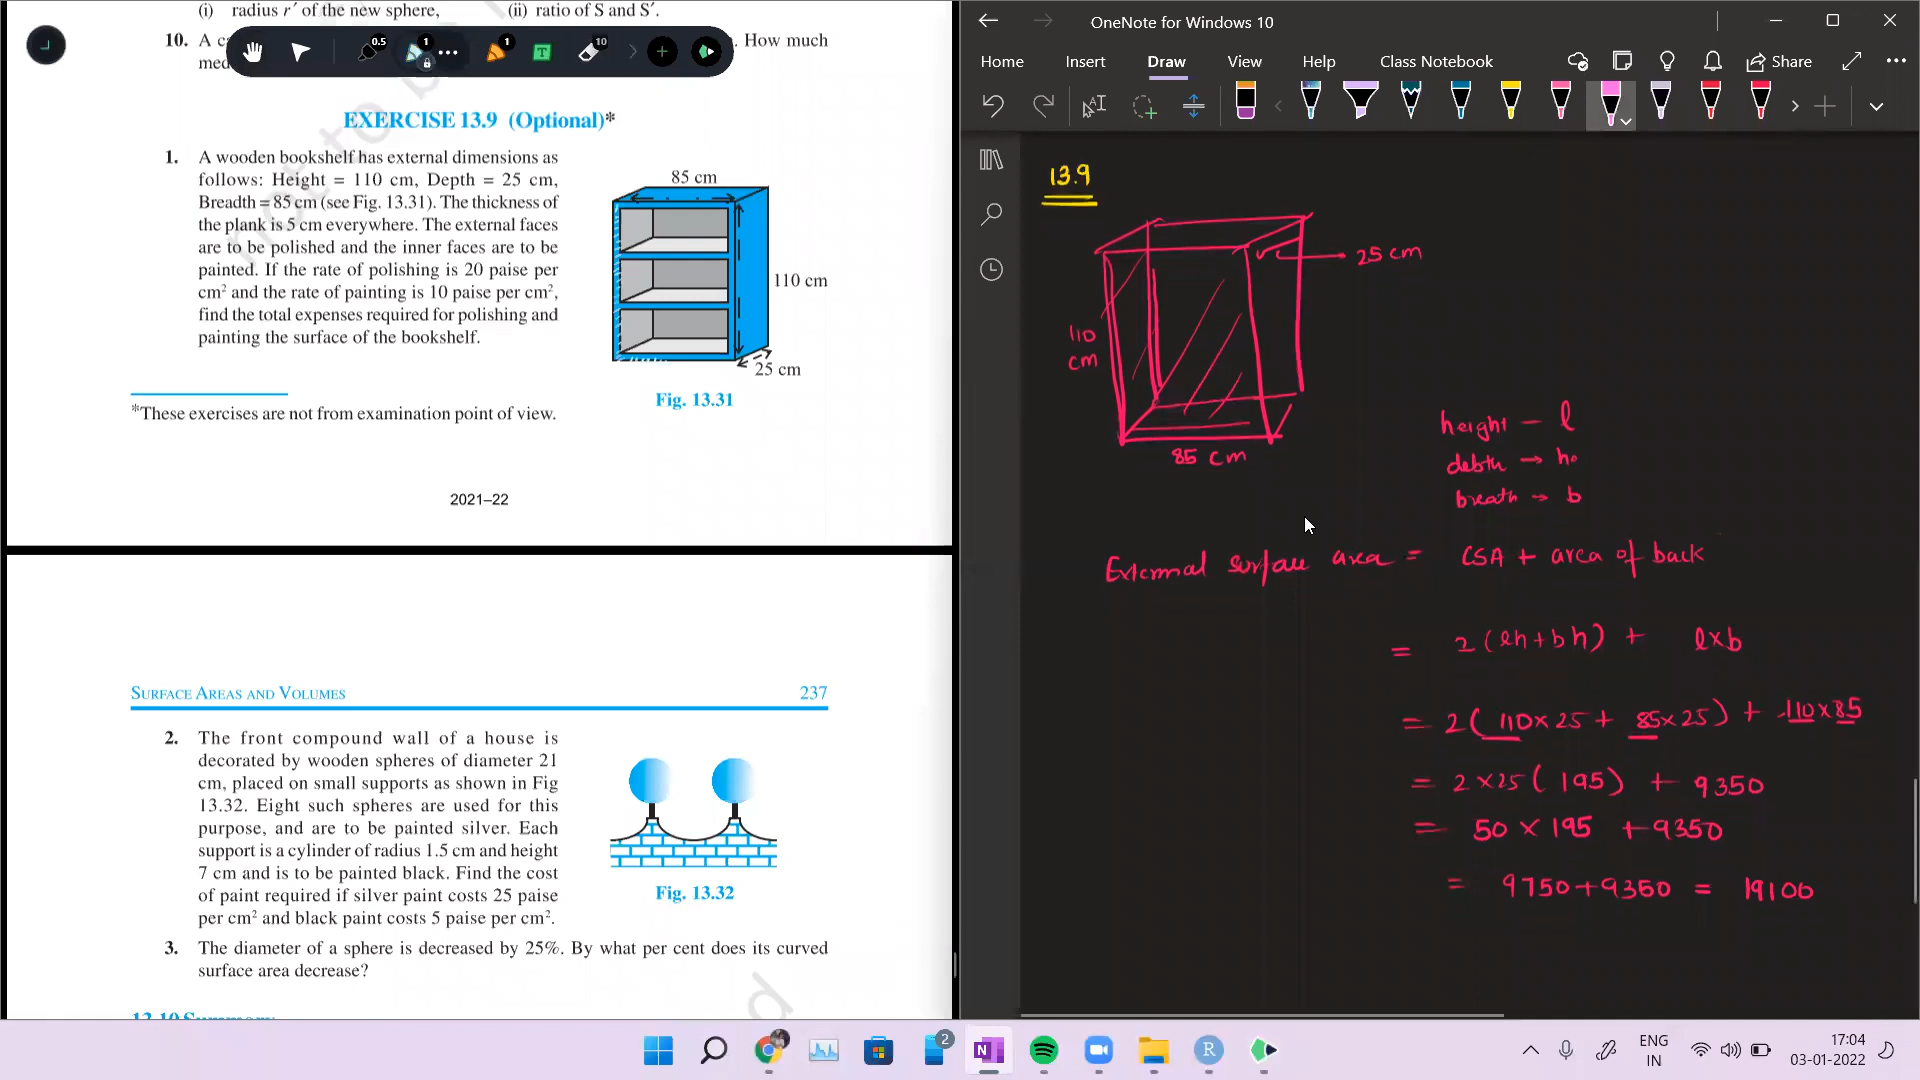 (i) radius r′ of the new sphere, (ii) ratio of S and S′.
10. A c . How much
med
EXERCISE 13.9 (Optional)*
1. A wooden bookshelf has external dimensions as
follows: Height = 110 cm, Depth = 25 cm,
Breadth = 85 cm (see Fig. 13.31). The thickness of
the plank is 5 cm everywhere. The external faces
are to be polished and the inner faces are to be
painted. If the rate of polishing is 20 paise per
cm² and the rate of painting is 10 paise per cm²,
find the total expenses required for polishing and
painting the surface of the bookshelf.
85 cm
110 cm
25 cm
Fig. 13.31
*These exercises are not from examination point of view.
2021–22
SURFACE AREAS AND VOLUMES 237
2. The front compound wall of a house is
decorated by wooden spheres of diameter 21
cm, placed on small supports as shown in Fig
13.32. Eight such spheres are used for this
purpose, and are to be painted silver. Each
support is a cylinder of radius 1.5 cm and height
7 cm and is to be painted black. Find the cost
of paint required if silver paint costs 25 paise
per cm² and black paint costs 5 paise per cm².
Fig. 13.32
3. The diameter of a sphere is decreased by 25%. By what per cent does its curved
surface area decrease?
13.10 Summary
0.5 1 1 T 10
OneNote for Windows 10
Home Insert Draw View Help Class Notebook Share
13.9
25 cm
110
cm
85 cm
height — l
debth → h
breath → b
External surface area = CSA + area of back
= 2(lh+bh) + l×b
= 2(110×25 + 85×25) + 110×85
= 2×25(195) + 9350
= 50 × 195 + 9350
= 9750+9350 = 19100
2
N
R
ENG
IN
17:04
03-01-2022